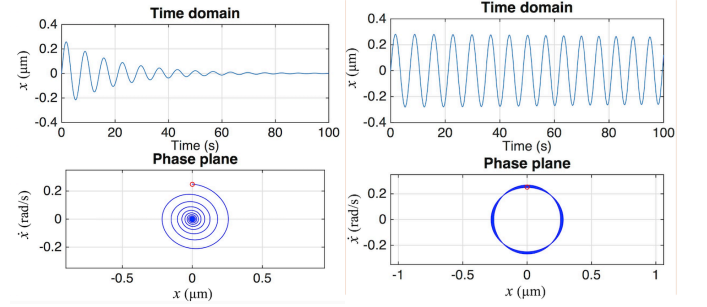 Time domain
0.4
0.2
0
-0.2
-0.4
x (μm)
0 20 40 60 80 100
Time (s)
Phase plane
0.2
0
-0.2
ẋ (rad/s)
-0.5 0 0.5
x (μm)
Time domain
0.4
0.2
0
-0.2
-0.4
x (μm)
0 20 40 60 80 100
Time (s)
Phase plane
0.2
0
-0.2
ẋ (rad/s)
-1 -0.5 0 0.5 1
x (μm)